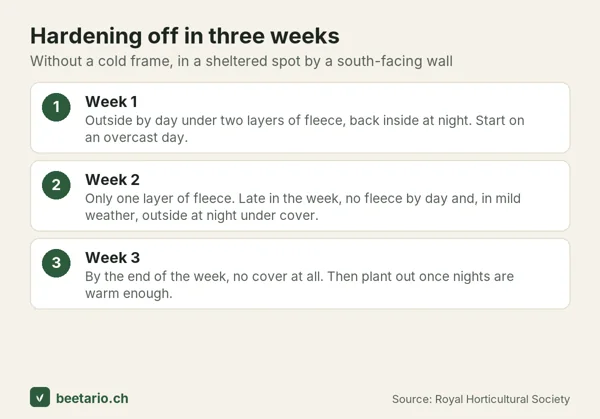 Hardening off in three weeks
Without a cold frame, in a sheltered spot by a south-facing wall
1
Week 1
Outside by day under two layers of fleece, back inside at night. Start on
an overcast day.
2
Week 2
Only one layer of fleece. Late in the week, no fleece by day and, in mild
weather, outside at night under cover.
3
Week 3
By the end of the week, no cover at all. Then plant out once nights are
warm enough.
beetario.ch
Source: Royal Horticultural Society